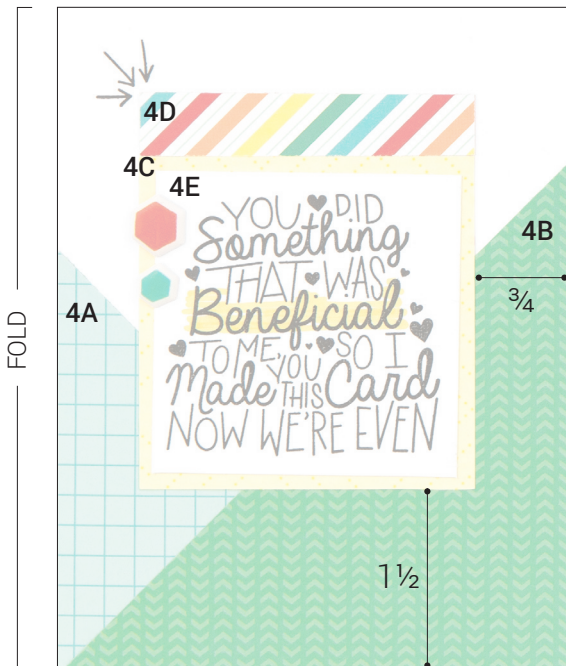 4D
4C
4E
YOU DID
Something
THAT WAS
Beneficial
TO ME, YOU SO I
Made THIS Card
NOW WE'RE EVEN
4B
¾
4A
FOLD
1½